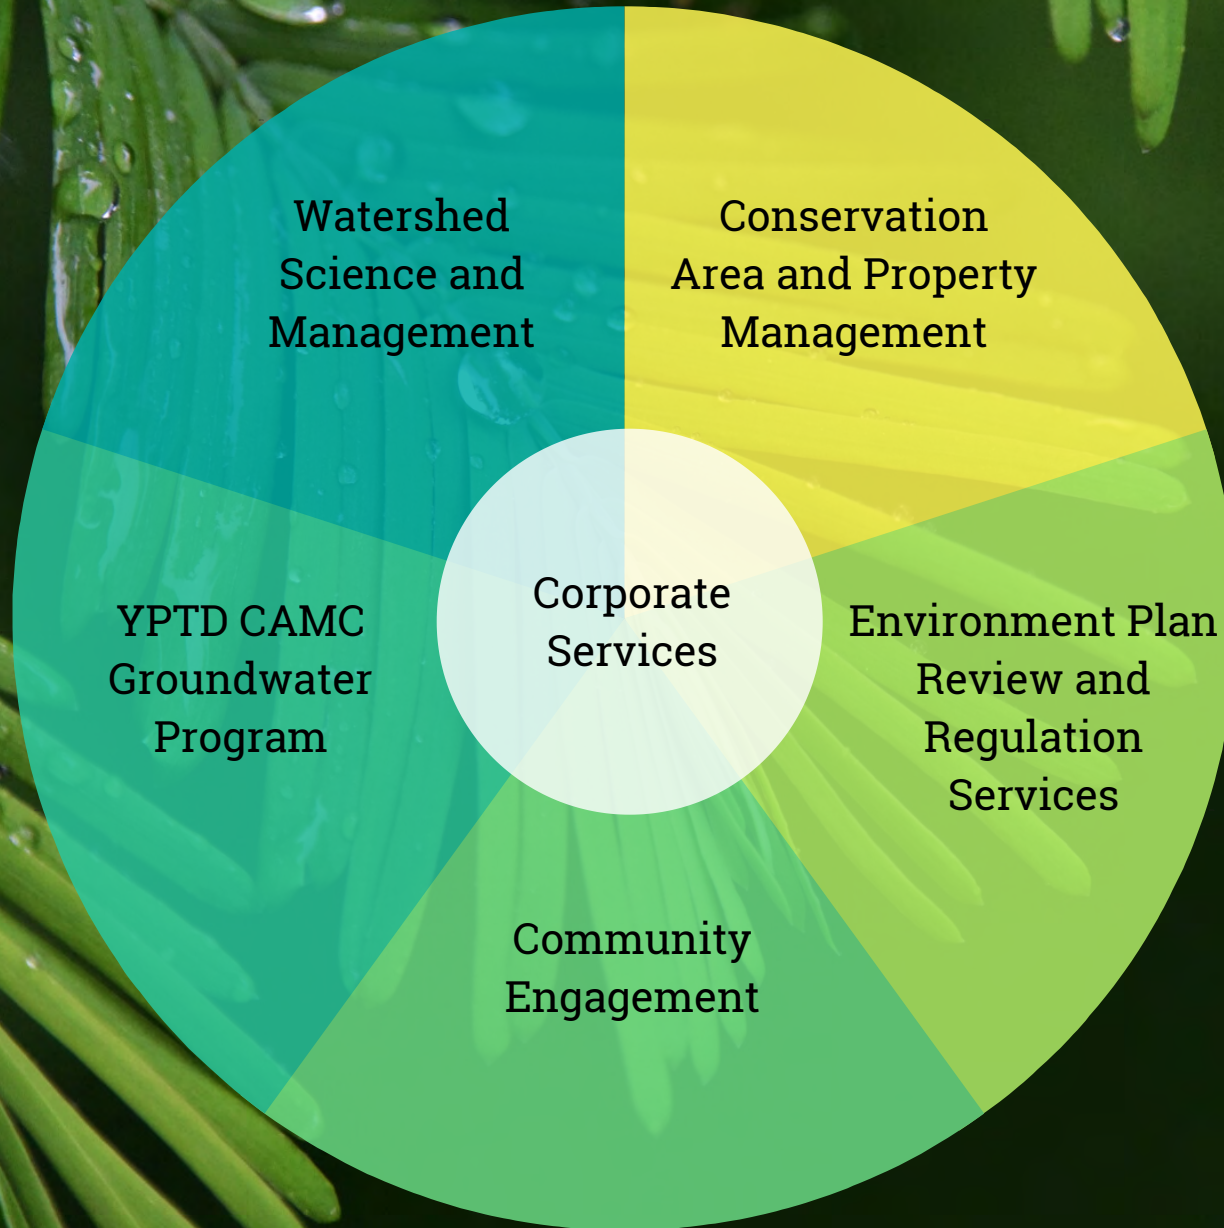 Watershed
Science and
Management
Conservation
Area and Property
Management
Corporate
Services
YPTD CAMC
Groundwater
Program
Environment Plan
Review and
Regulation
Services
Community
Engagement